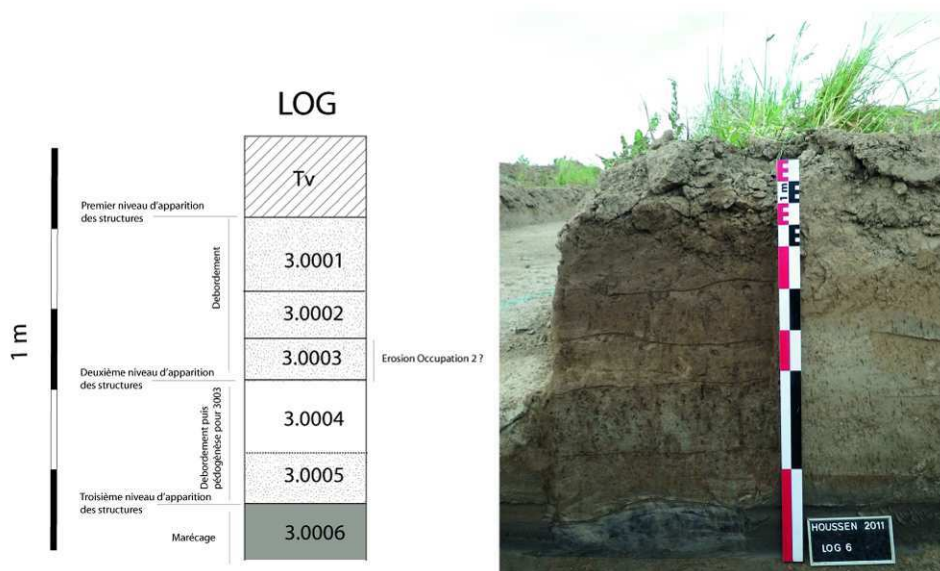 LOG
Tv
Premier niveau d'apparition
des structures
Debordement
3.0001
3.0002
3.0003
Erosion Occupation 2 ?
1 m
Deuxième niveau d'apparition
des structures
Debordement puis
pédogénèse pour 3003
3.0004
3.0005
Troisième niveau d'apparition
des structures
Marécage
3.0006
E
1 m
E
E
E
HOUSSEN 2011
LOG 6